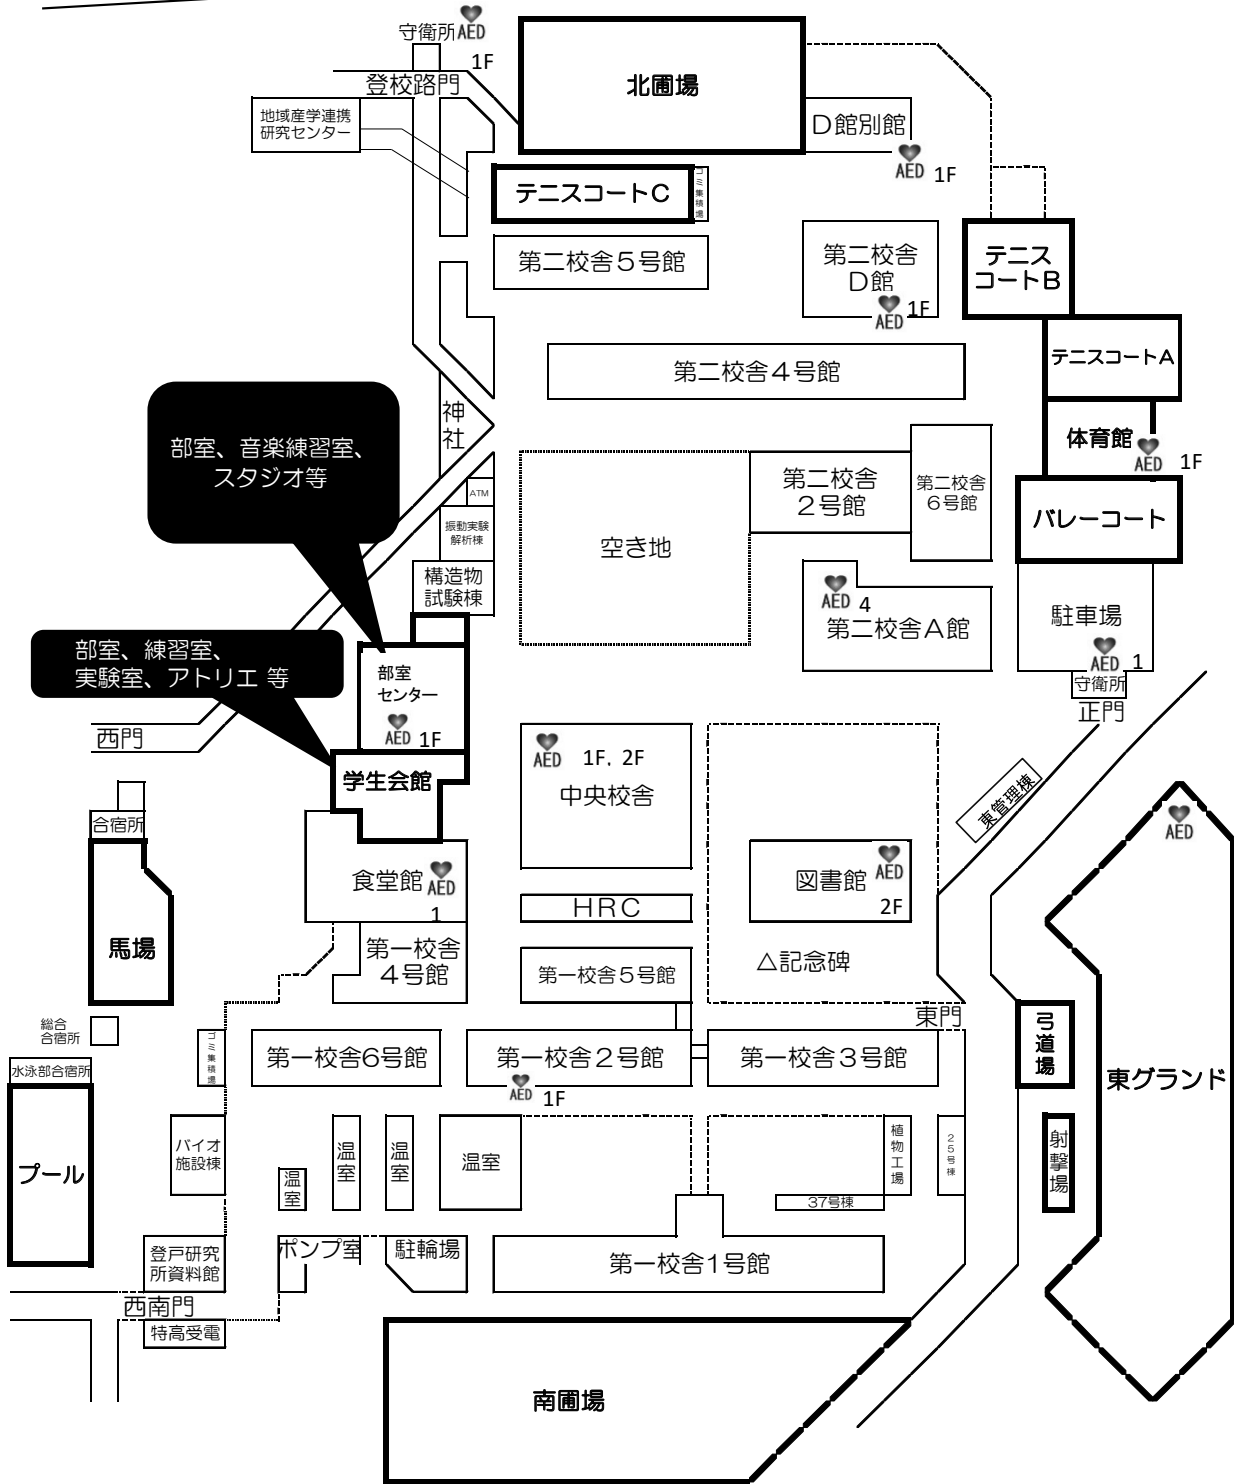 守衛所
AED
1F
登校路門
地域産学連携
研究センター
北圃場
D館別館
AED 1F
テニスコートC
ゴミ集積場
第二校舎5号館
第二校舎
D館
AED 1F
テニス
コートB
テニスコートA
第二校舎4号館
神
社
部室、音楽練習室、
スタジオ等
体育館
AED 1F
第二校舎
2号館
第二校舎
6号館
ATM
振動実験
解析棟
バレーコート
空き地
構造物
試験棟
AED 4
第二校舎A館
駐車場
AED 1
守衛所
正門
部室、練習室、
実験室、アトリエ 等
部室
センター
AED 1F
西門
学生会館
AED 1F. 2F
中央校舎
東管理棟
AED
合宿所
食堂館
AED
1
図書館
AED
2F
HRC
馬場
第一校舎
4号館
第一校舎5号館
△記念碑
総合
合宿所
東門
弓道場
ゴミ集積場
第一校舎6号館
第一校舎2号館
第一校舎3号館
水泳部合宿所
AED 1F
東グランド
プール
バイオ
施設棟
温室
温室
温室
温室
植物工場
25号棟
射撃場
37号棟
登戸研究
所資料館
ポンプ室
駐輪場
第一校舎1号館
西南門
特高受電
南圃場